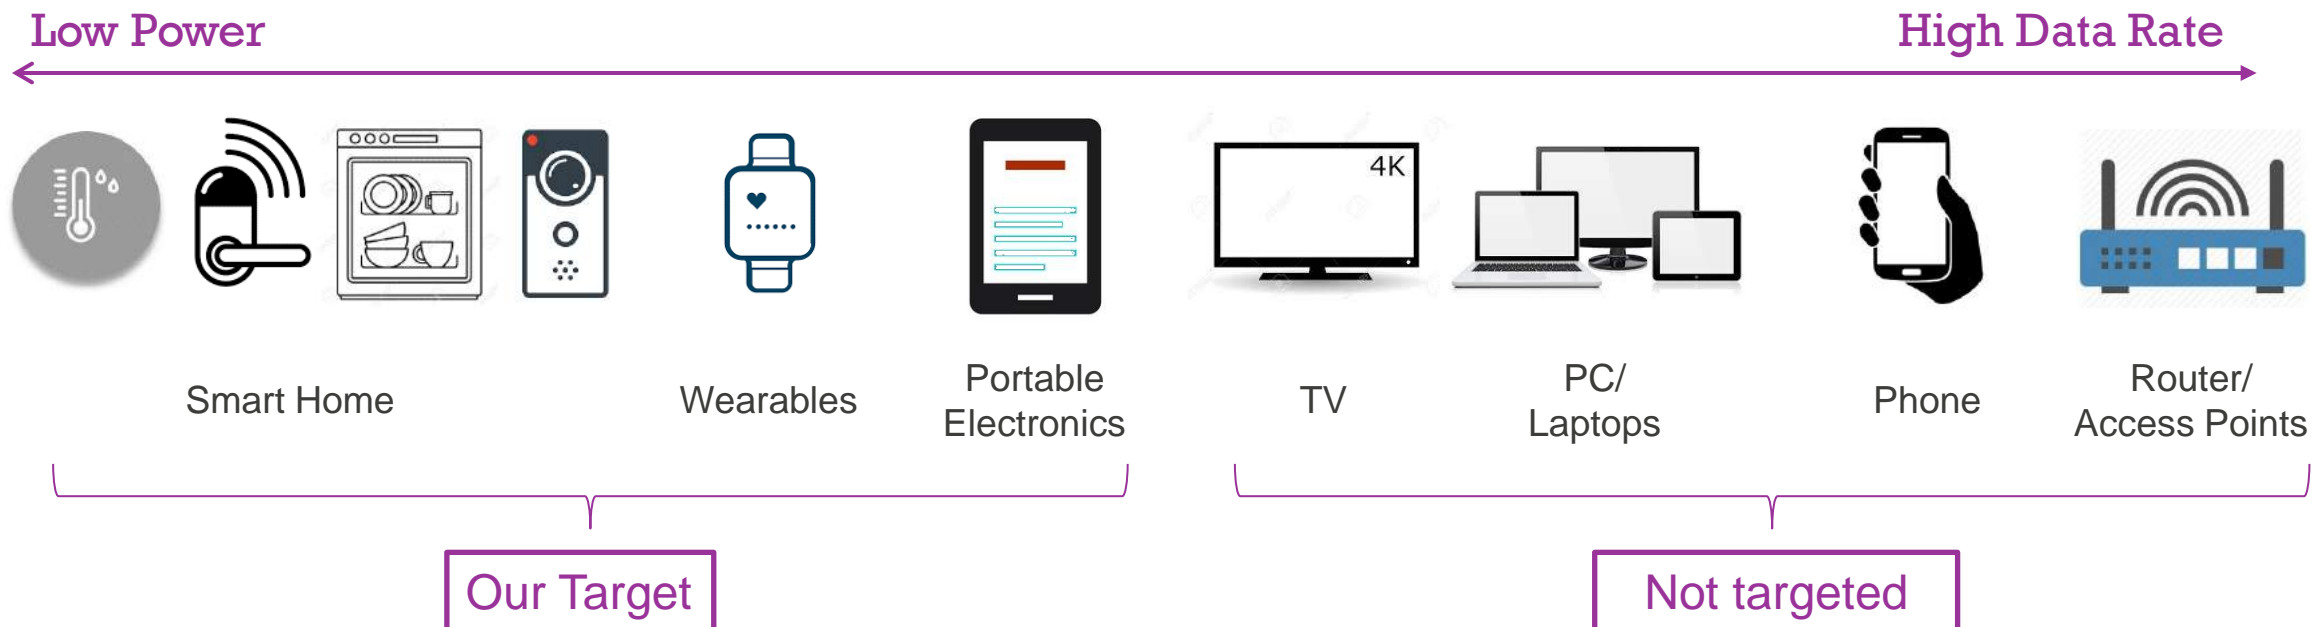 Low Power
High Data Rate
4K
Smart Home
Wearables
Portable
Electronics
TV
PC/
Laptops
Phone
Router/
Access Points
Our Target
Not targeted